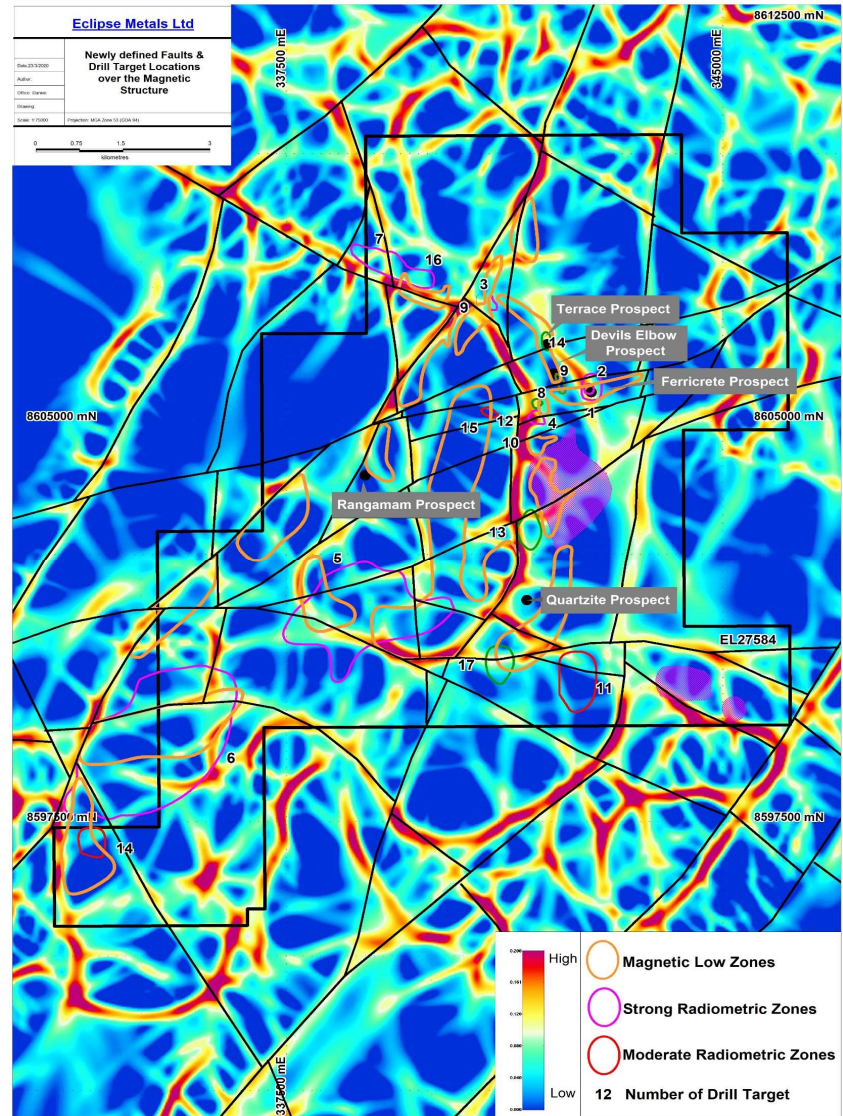 Eclipse Metals Ltd
Newly defined Faults &
Drill Target Locations
over the Magnetic
Structure
Date:23/3/2020
Author:
Office: Darwin
Drawing:
Scale: 1:75000
Projection: MGA Zone 53 (GDA 94)
0 0.75 1.5 3
kilometres
337500 mE
345000 mE
8612500 mN
7
16
3
9
Terrace Prospect
14
Devils Elbow
Prospect
9
2
Ferricrete Prospect
8605000 mN
8
1
8605000 mN
15
12
4
10
Rangamam Prospect
13
5
Quartzite Prospect
EL27584
17
11
6
8597500 mN
8597500 mN
14
337500 mE
High
Low
Magnetic Low Zones
Strong Radiometric Zones
Moderate Radiometric Zones
12 Number of Drill Target